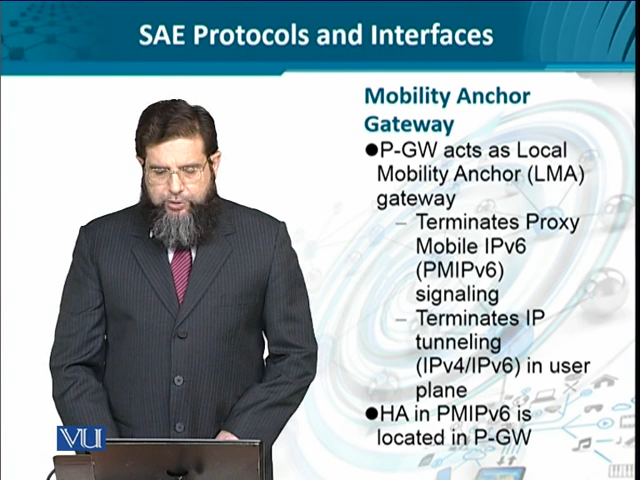 SAE Protocols and Interfaces
Mobility Anchor
Gateway
●P-GW acts as Local
Mobility Anchor (LMA)
gateway
– Terminates Proxy
Mobile IPv6
(PMIPv6)
signaling
– Terminates IP
tunneling
(IPv4/IPv6) in user
plane
●HA in PMIPv6 is
located in P-GW
VU